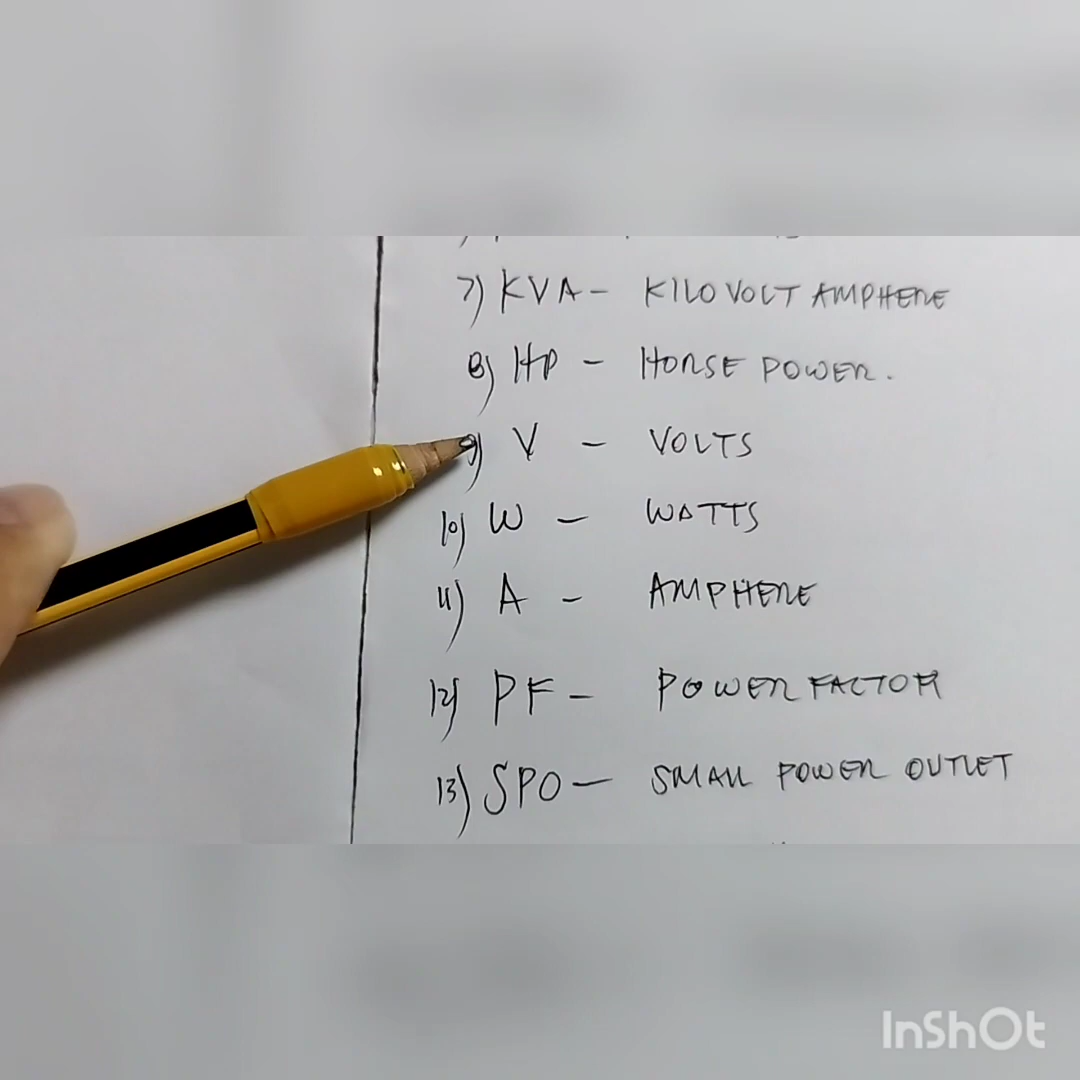 7) KVA - KILO VOLT AMPHERE
8) HP - HORSE POWER.
9) V - VOLTS
10) W - WATTS
11) A - AMPHERE
12) PF - POWER FACTOR
13) SPO - SMALL POWER OUTLET
InShOt